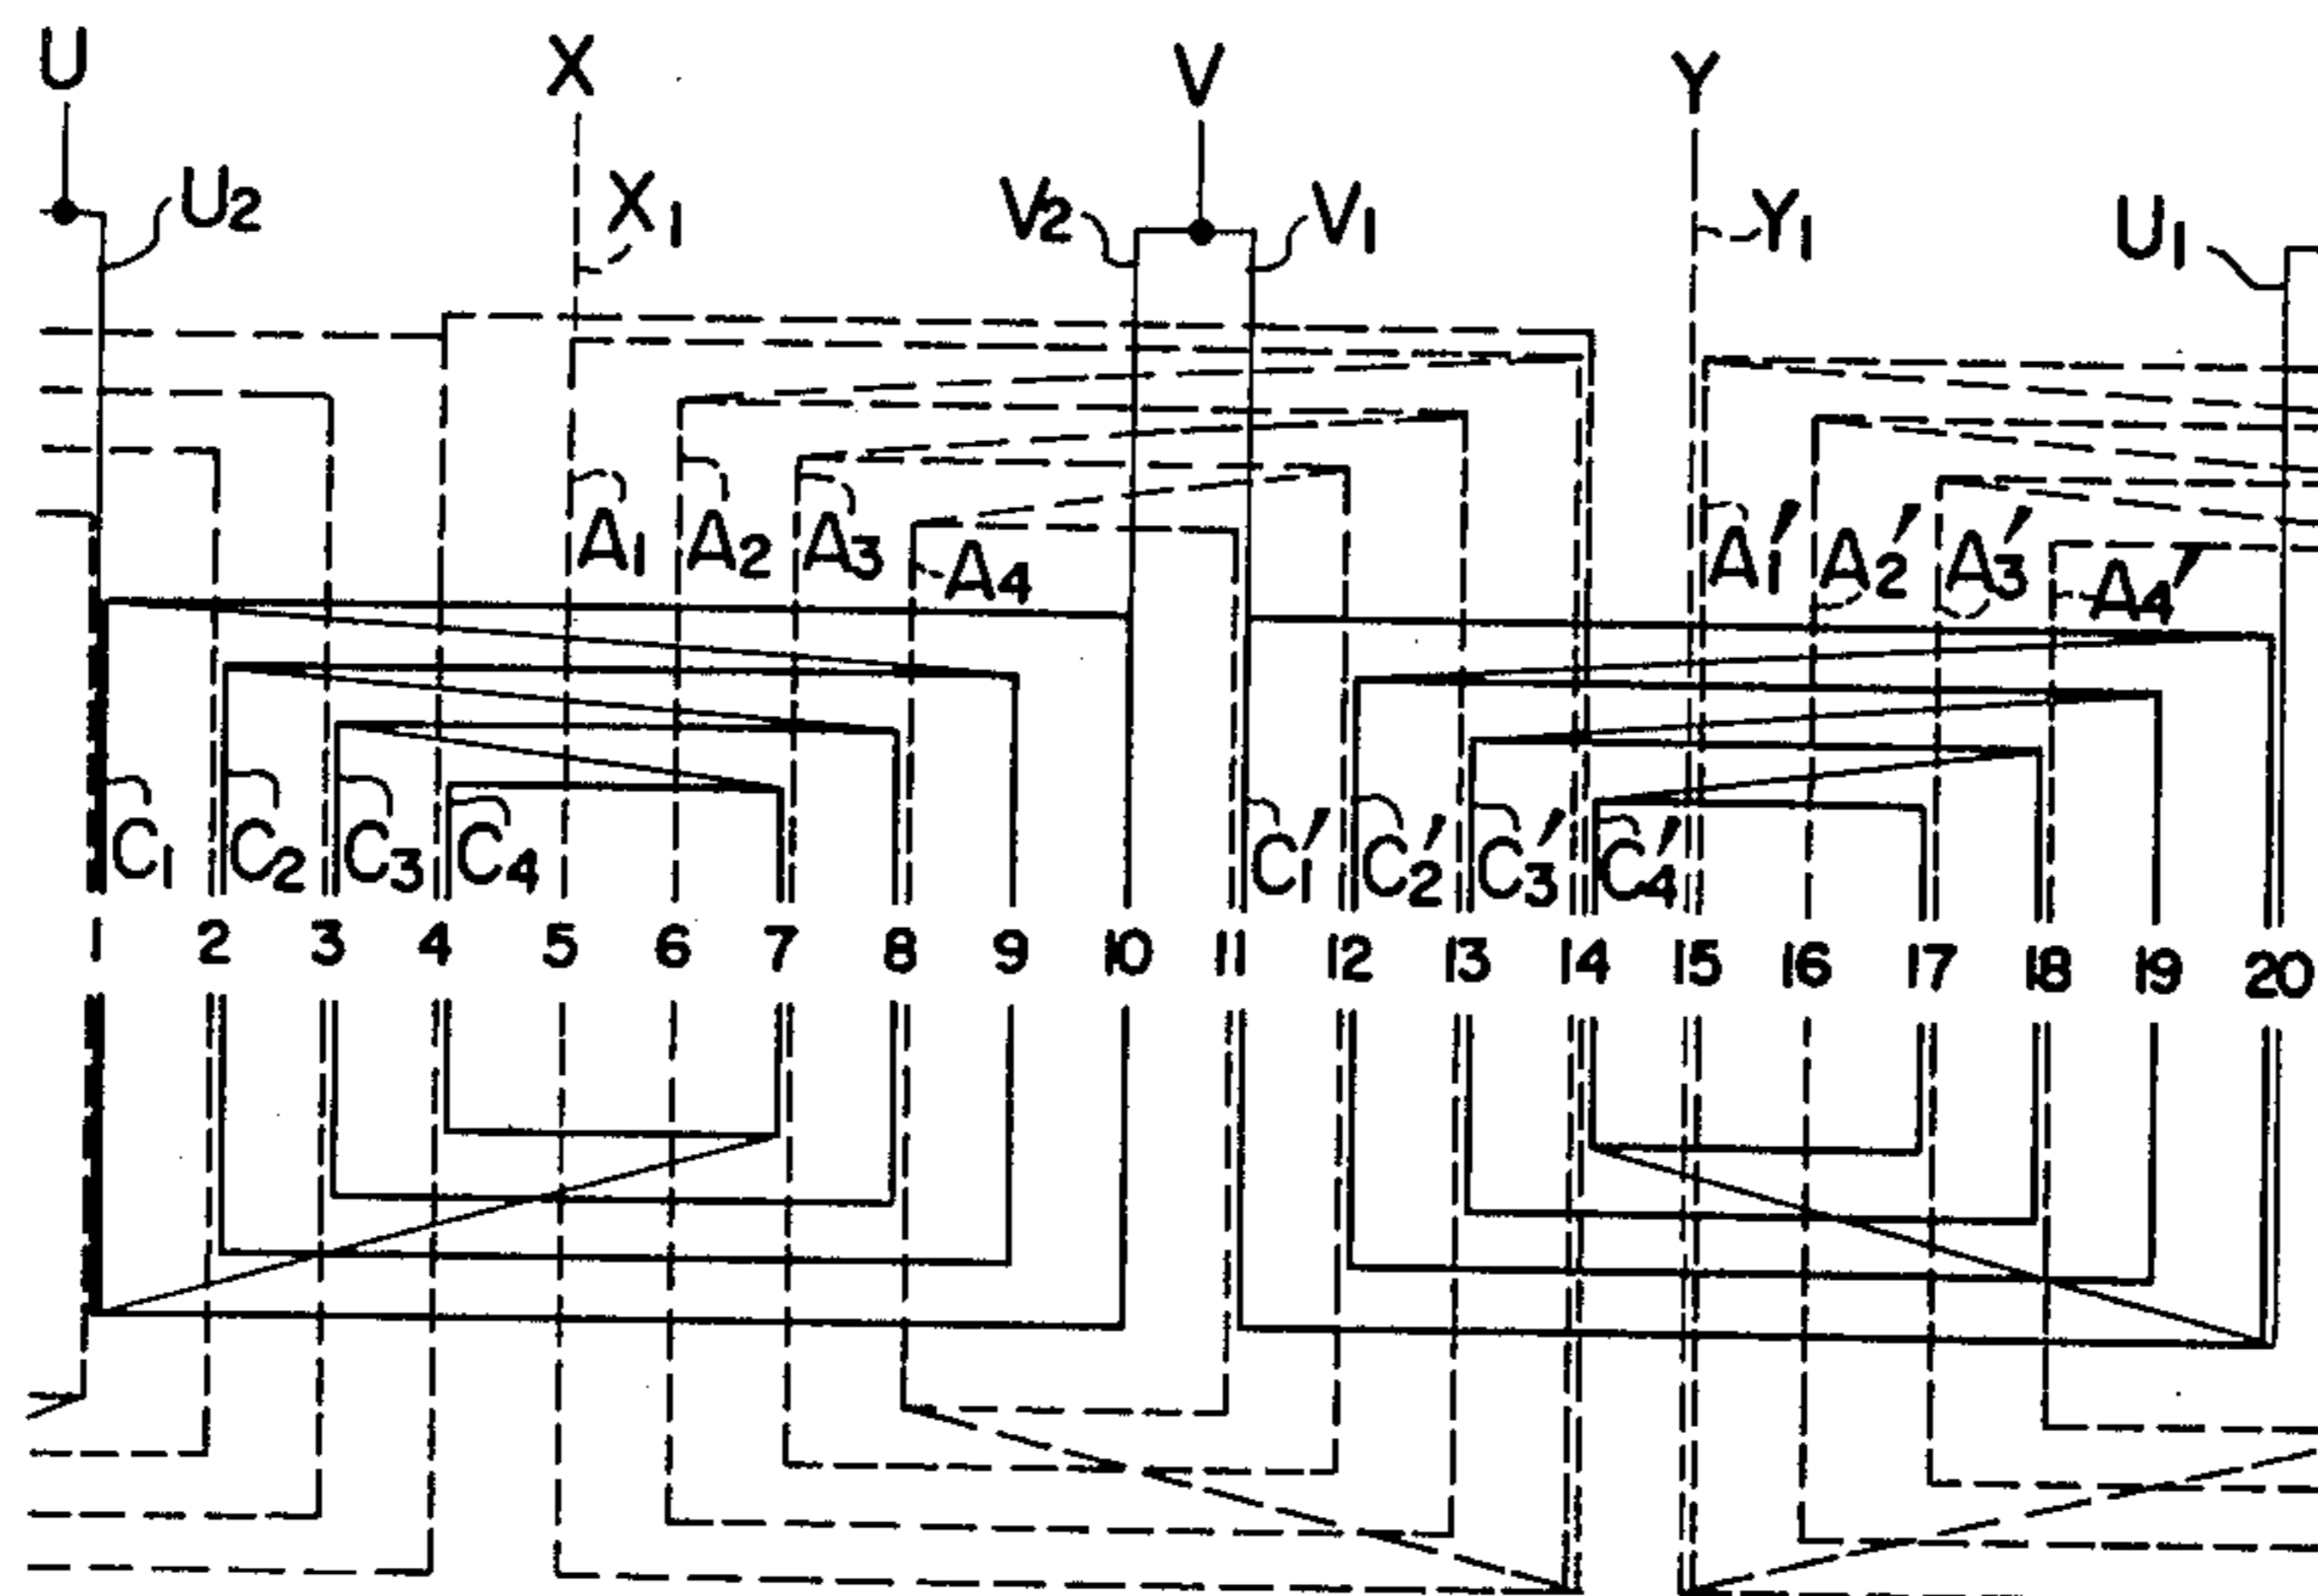 U X V Y
U2 X1 V2 V1 Y1 U1
A1 A2 A3 A4 A1' A2' A3' A4'
C1 C2 C3 C4 C1' C2' C3' C4'
1 2 3 4 5 6 7 8 9 10 11 12 13 14 15 16 17 18 19 20